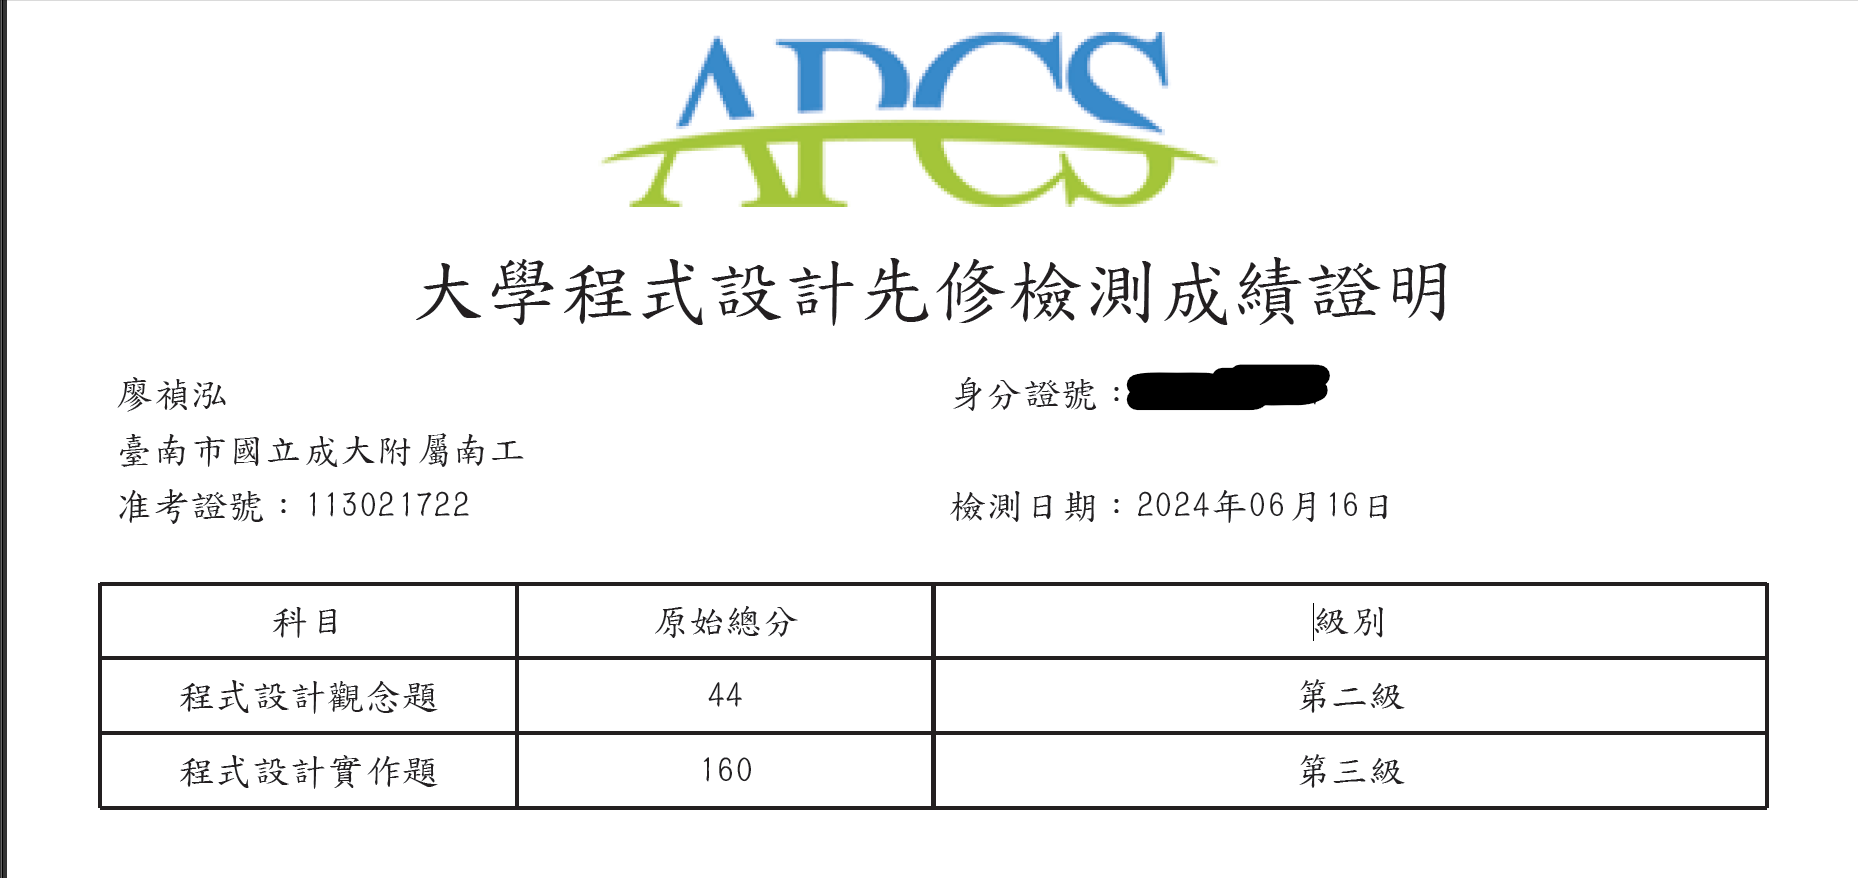 APCS
大學程式設計先修檢測成績證明
廖禎泓
身分證號：
臺南市國立成大附屬南工
准考證號：113021722
檢測日期：2024年06月16日
科目 原始總分 級別
程式設計觀念題 44 第二級
程式設計實作題 160 第三級